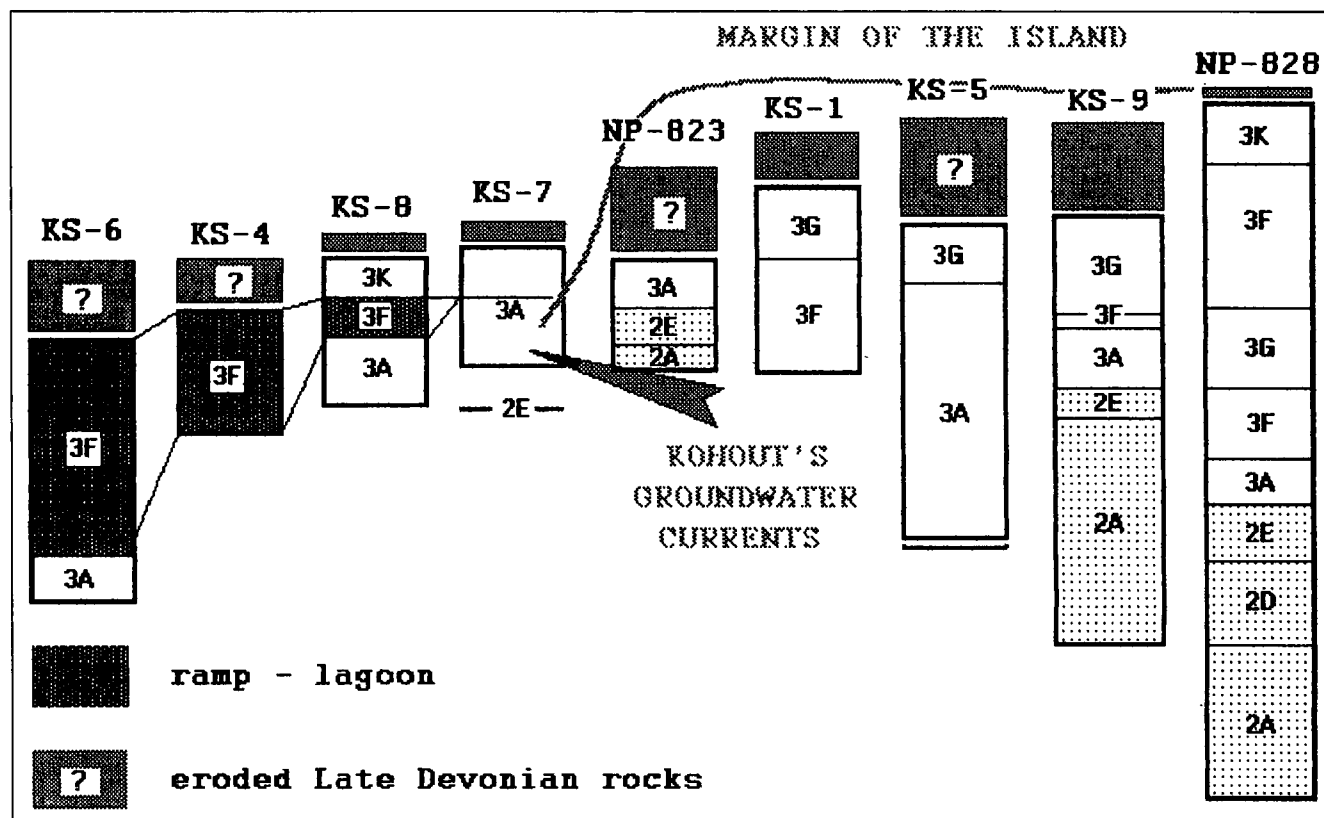 MARGIN OF THE ISLAND
KS-6
?
3F
3A
KS-4
?
3F
KS-8
3K
3F
3A
KS-7
3A
2E
NP-823
?
3A
2E
2A
KS-1
3G
3F
KS-5
?
3G
3A
KS-9
3G
3F
3A
2E
2A
NP-828
3K
3F
3G
3F
3A
2E
2D
2A
KOHOUT'S
GROUNDWATER
CURRENTS
ramp - lagoon
? eroded Late Devonian rocks